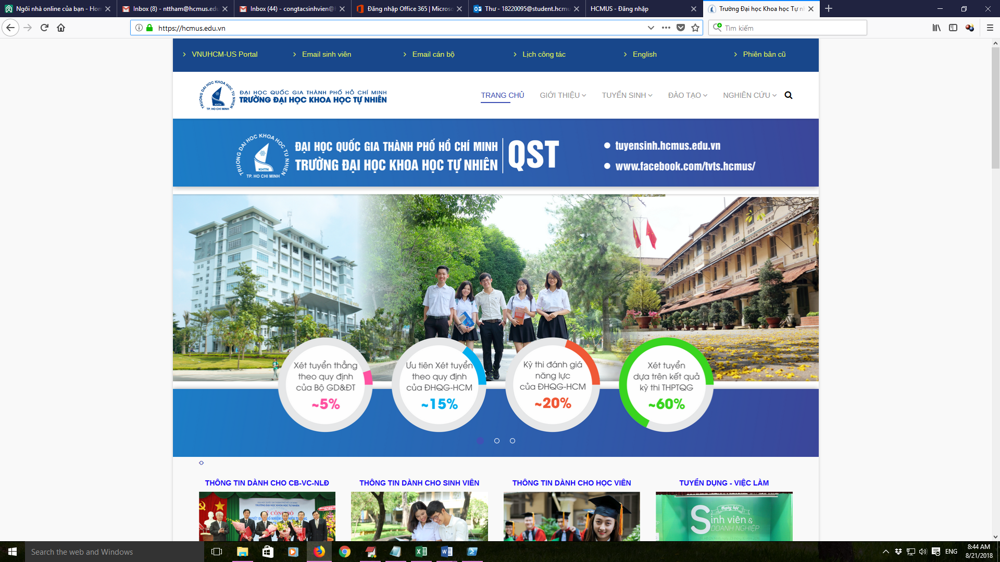 Ngôi nhà online của bạn - Hom
Inbox (8) - nttham@hcmus.edu
Inbox (44) - congtacsinhvien@
Đăng nhập Office 365 | Micros
Thư - 18220095@student.hcmu
HCMUS - Đăng nhập
Trường Đại học Khoa học Tự n
https://hcmus.edu.vn
Tìm kiếm
VNUHCM-US Portal
Email sinh viên
Email cán bộ
Lịch công tác
English
Phiên bản cũ
TRƯỜNG ĐẠI HỌC KHOA HỌC TỰ NHIÊN
KHTN
TP. HO CHI MINH
ĐẠI HỌC QUỐC GIA THÀNH PHỐ HỒ CHÍ MINH
TRƯỜNG ĐẠI HỌC KHOA HỌC TỰ NHIÊN
TRANG CHỦ
GIỚI THIỆU
TUYỂN SINH
ĐÀO TẠO
NGHIÊN CỨU
TRUONG DAI HOC KHOA HOC TU NHIEN
KHTN
TP. HO CHI MINH
ĐẠI HỌC QUỐC GIA THÀNH PHỐ HỒ CHÍ MINH
TRƯỜNG ĐẠI HỌC KHOA HỌC TỰ NHIÊN
QST
tuyensinh.hcmus.edu.vn
www.facebook.com/tvts.hcmus/
Xét tuyển thẳng
theo quy định
của Bộ GD&ĐT
~5%
Ưu tiên Xét tuyển
theo quy định
của ĐHQG-HCM
~15%
Kỳ thi đánh giá
năng lực
của ĐHQG-HCM
~20%
Xét tuyển
dựa trên kết quả
kỳ thi THPTQG
~60%
THÔNG TIN DÀNH CHO CB-VC-NLĐ
THÔNG TIN DÀNH CHO SINH VIÊN
THÔNG TIN DÀNH CHO HỌC VIÊN
TUYỂN DỤNG - VIỆC LÀM
TRƯỜNG ĐẠI HỌC KHOA HỌC TỰ NHIÊN
Ngày hội
Sinh viên &
DOANH NGHIỆP
Search the web and Windows
ENG
8:44 AM
8/21/2018